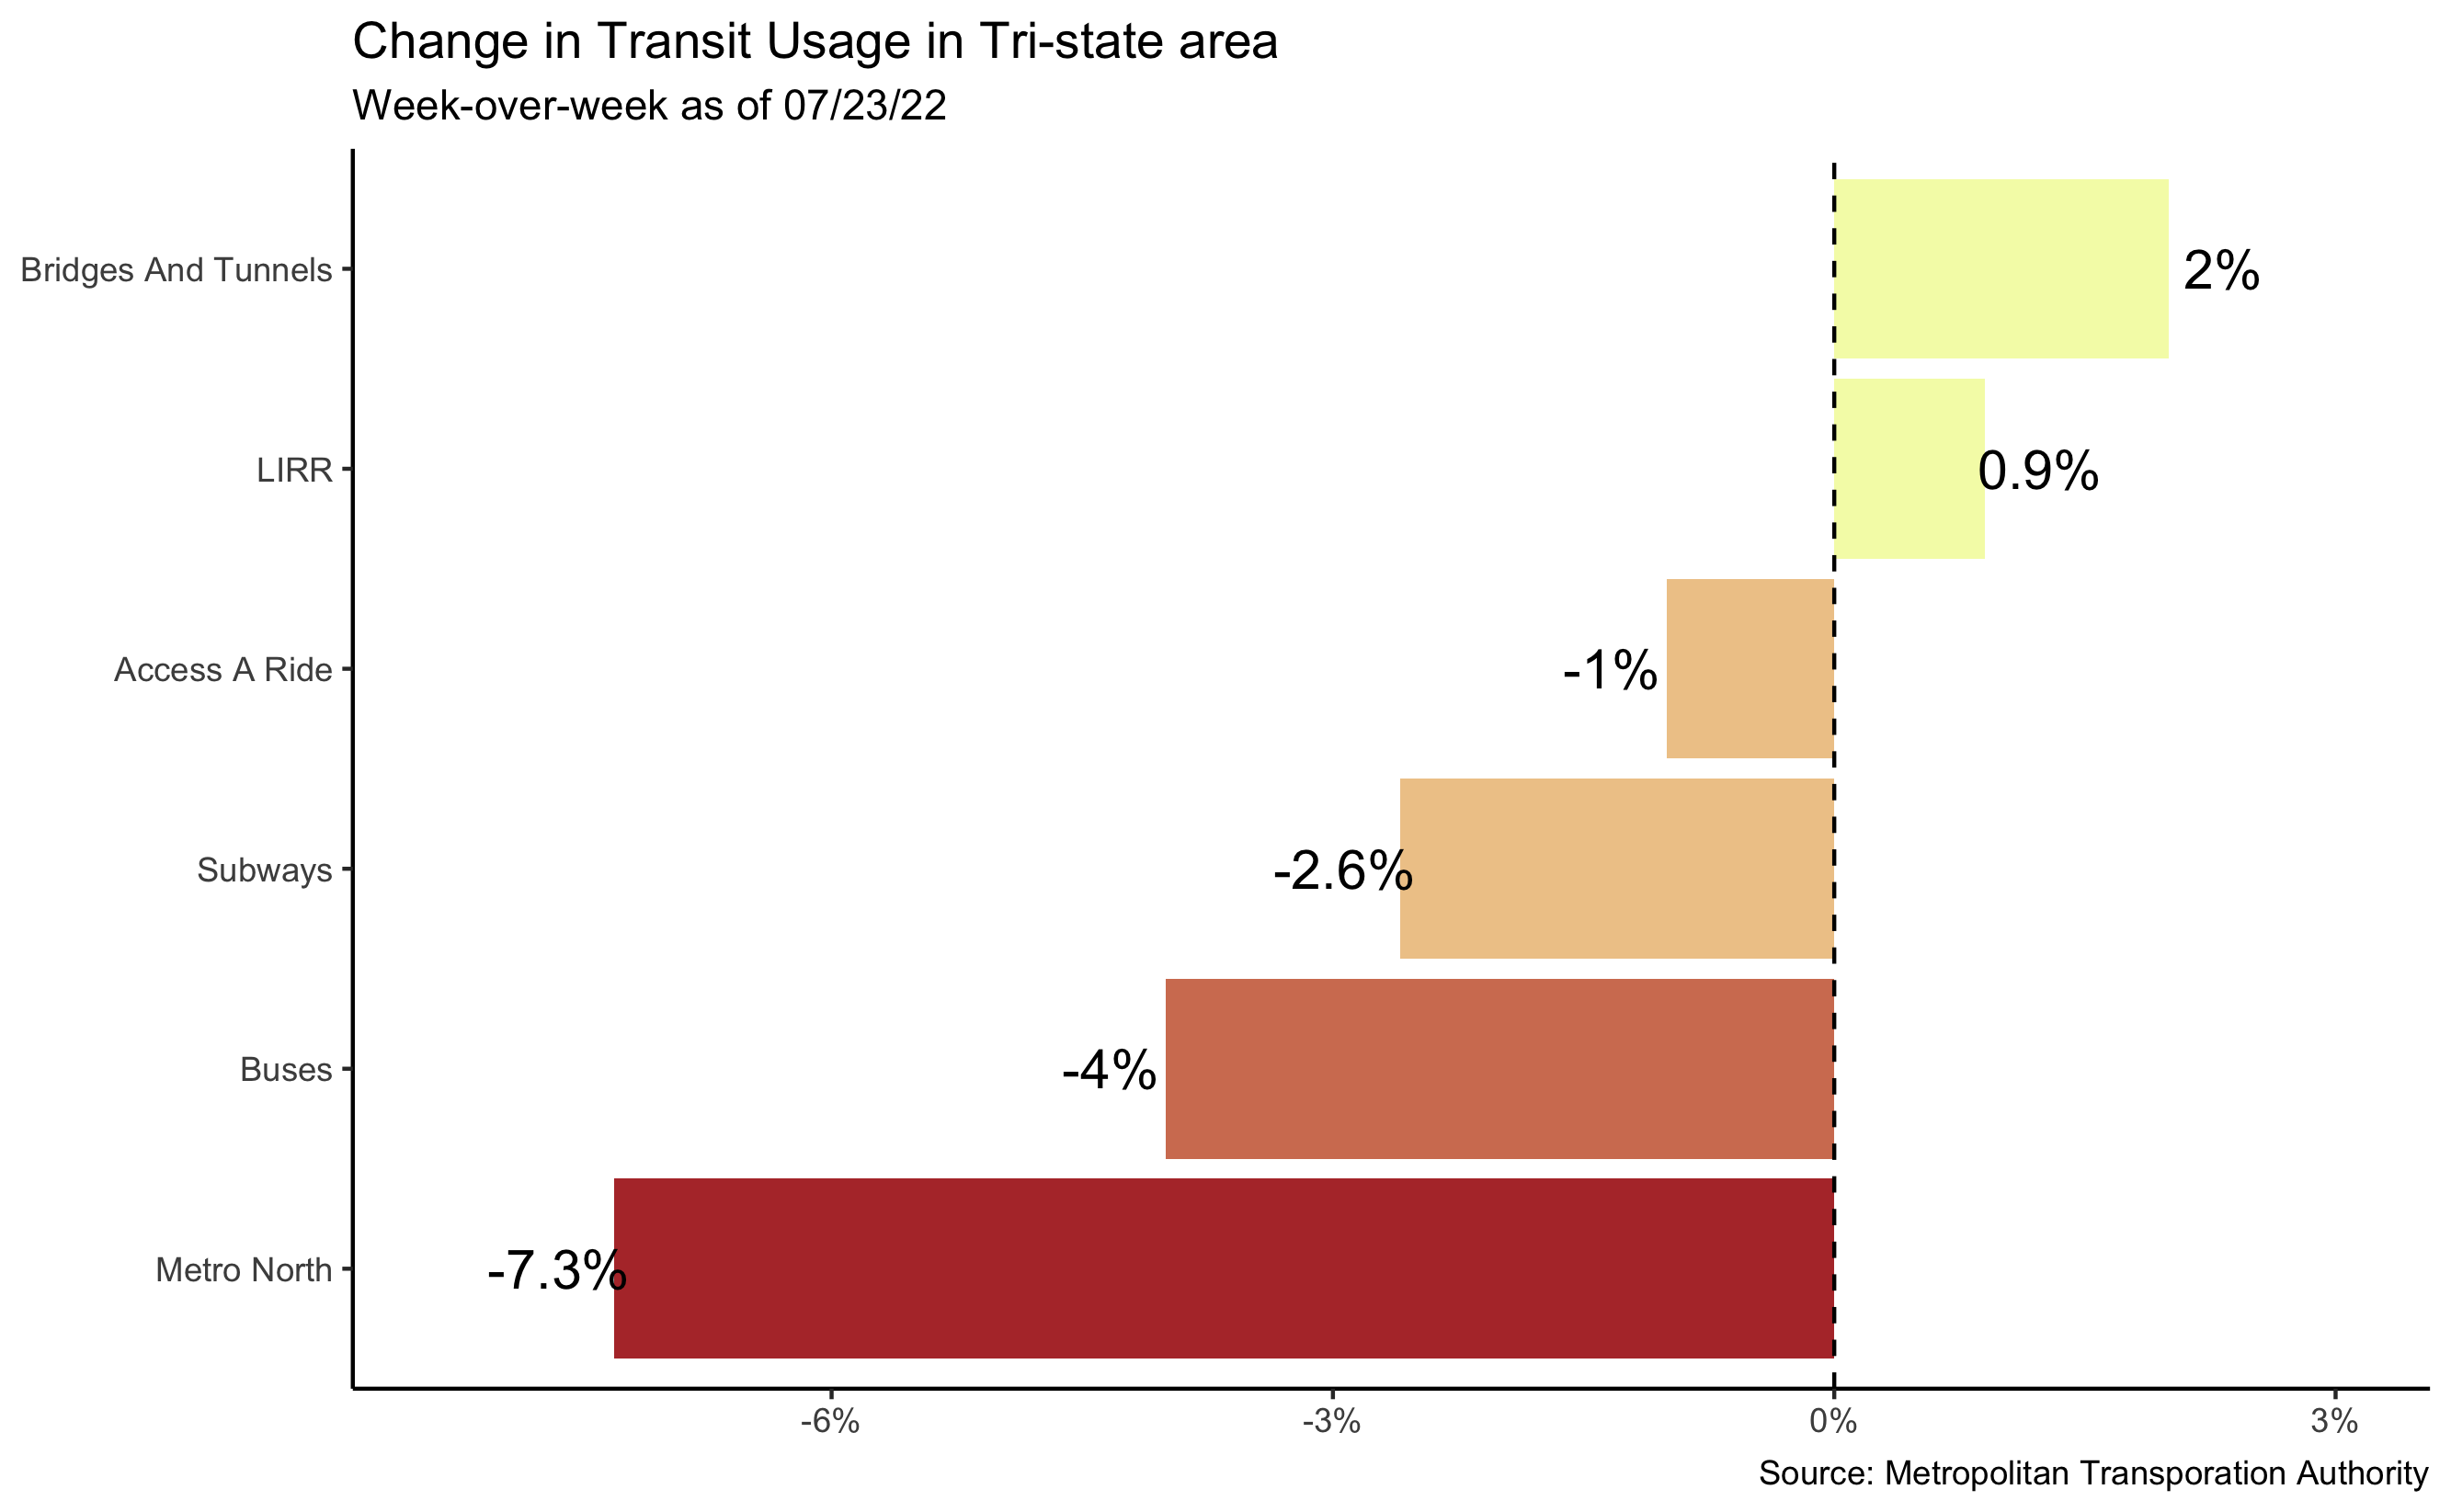 Change in Transit Usage in Tri-state area
Week-over-week as of 07/23/22
Bridges And Tunnels
2%
LIRR
0.9%
Access A Ride
-1%
Subways
-2.6%
Buses
-4%
Metro North
-7.3%
-6%
-3%
0%
3%
Source: Metropolitan Transporation Authority